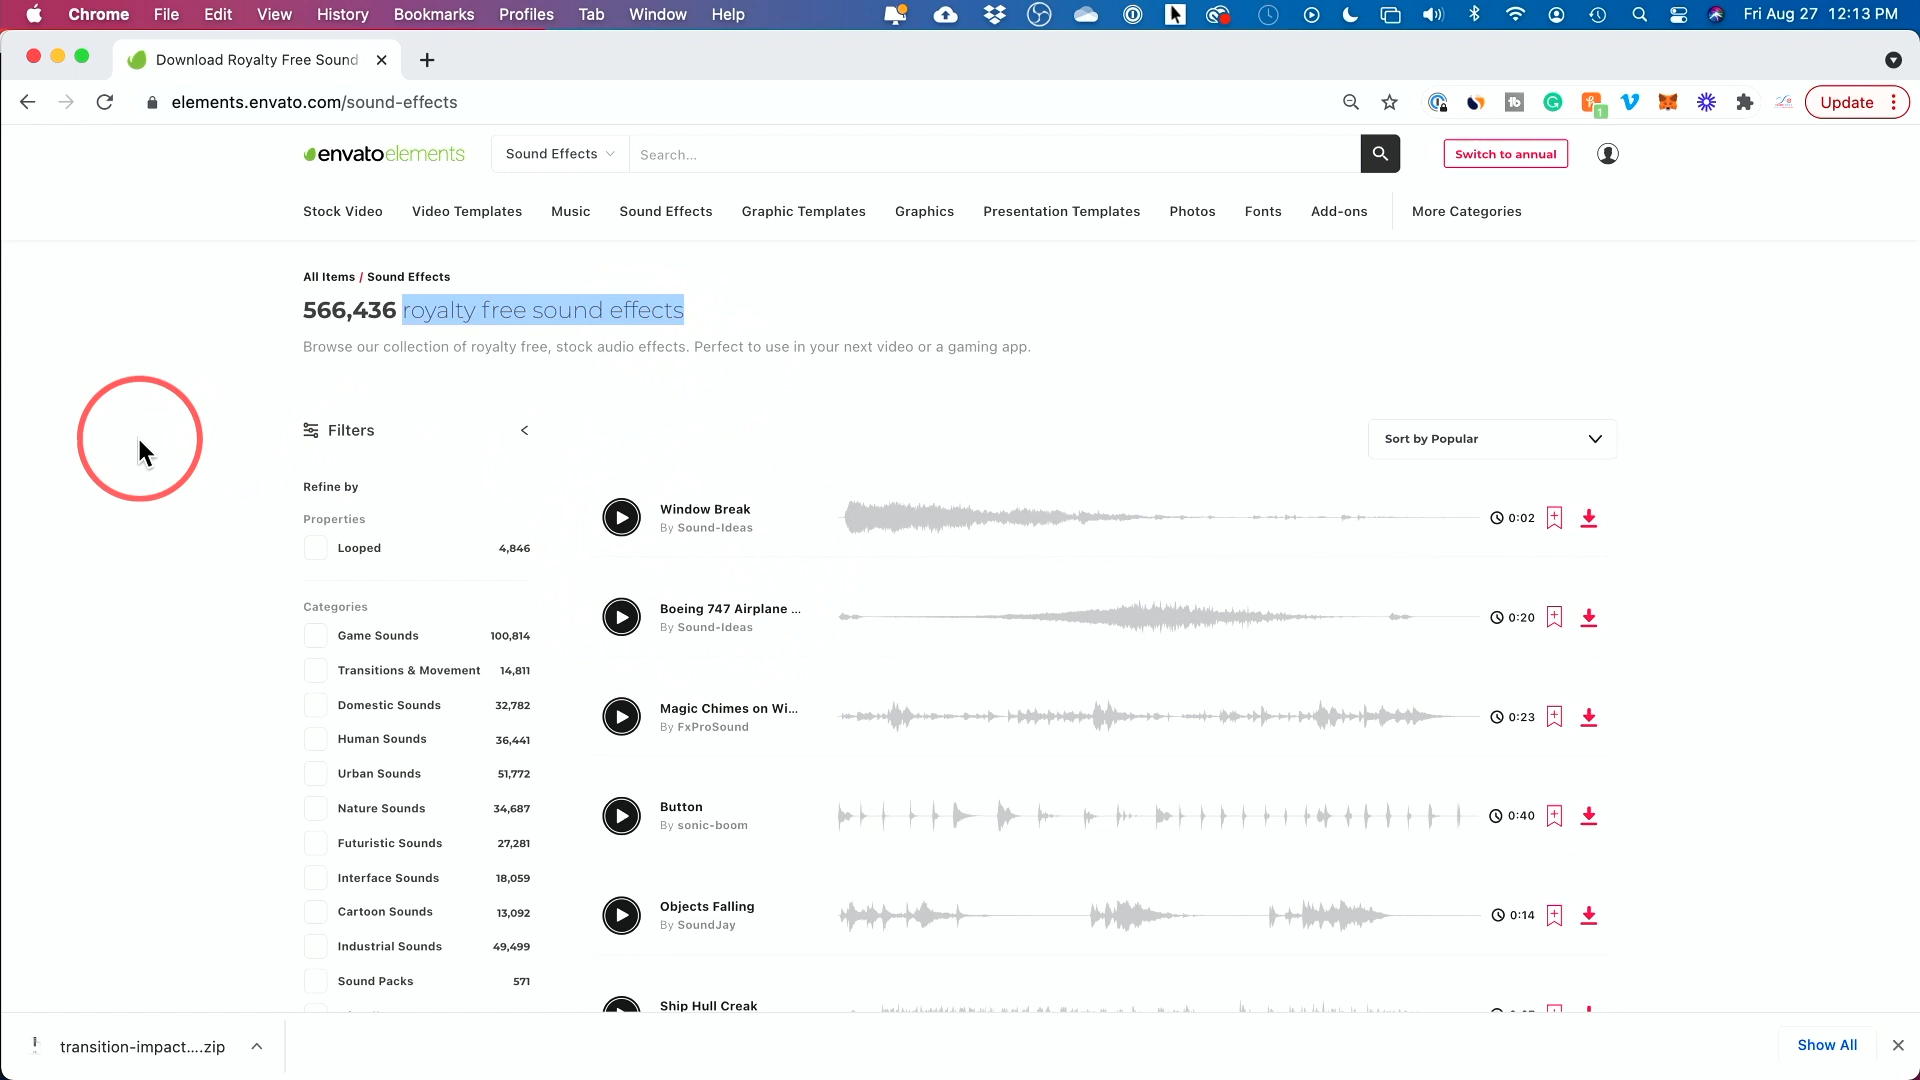 Chrome File Edit View History Bookmarks Profiles Tab Window Help Fri Aug 27 12:13 PM
Download Royalty Free Sound
elements.envato.com/sound-effects
1
Update
envatoelements
Sound Effects
Search...
Switch to annual
Stock Video Video Templates Music Sound Effects Graphic Templates Graphics Presentation Templates Photos Fonts Add-ons More Categories
All Items / Sound Effects
566,436 royalty free sound effects
Browse our collection of royalty free, stock audio effects. Perfect to use in your next video or a gaming app.
Filters
Sort by Popular
Refine by
Properties
Looped 4,846
Categories
Game Sounds 100,814
Transitions & Movement 14,811
Domestic Sounds 32,782
Human Sounds 36,441
Urban Sounds 51,772
Nature Sounds 34,687
Futuristic Sounds 27,281
Interface Sounds 18,059
Cartoon Sounds 13,092
Industrial Sounds 49,499
Sound Packs 571
Window Break
By Sound-Ideas
0:02
Boeing 747 Airplane ...
By Sound-Ideas
0:20
Magic Chimes on Wi...
By FxProSound
0:23
Button
By sonic-boom
0:40
Objects Falling
By SoundJay
0:14
Ship Hull Creak
transition-impact....zip
Show All